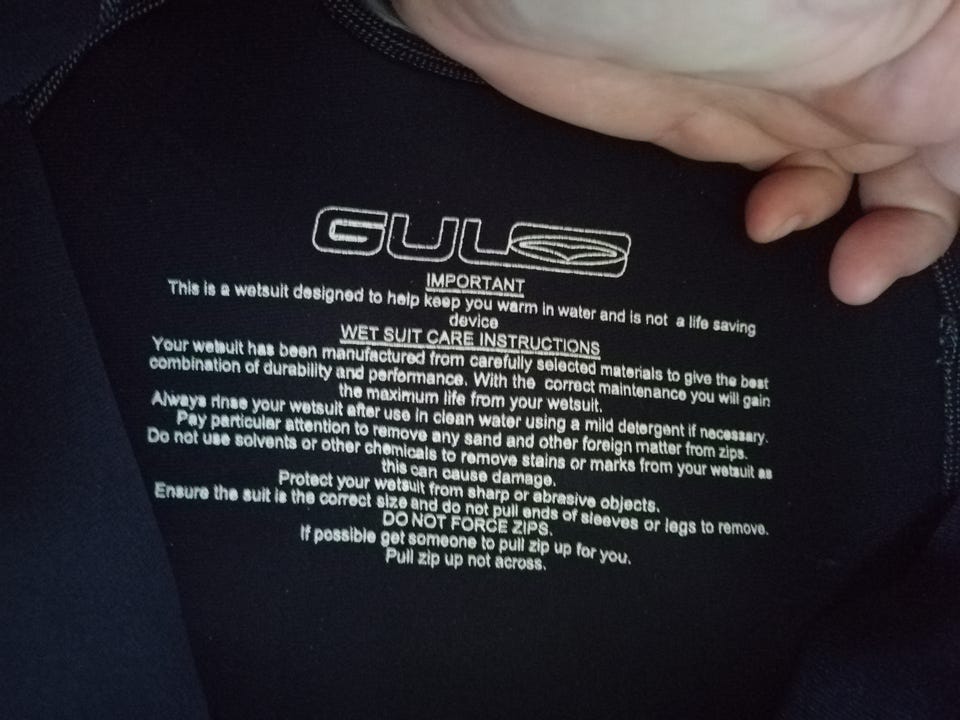 GUL
IMPORTANT
This is a wetsuit designed to help keep you warm in water and is not a life saving
device
WET SUIT CARE INSTRUCTIONS
Your wetsuit has been manufactured from carefully selected materials to give the best
combination of durability and performance. With the correct maintenance you will gain
the maximum life from your wetsuit.
Always rinse your wetsuit after use in clean water using a mild detergent if necessary.
Pay particular attention to remove any sand and other foreign matter from zips.
Do not use solvents or other chemicals to remove stains or marks from your wetsuit as
this can cause damage.
Protect your wetsuit from sharp or abrasive objects.
Ensure the suit is the correct size and do not pull ends of sleeves or legs to remove.
DO NOT FORCE ZIPS.
If possible get someone to pull zip up for you.
Pull zip up not across.